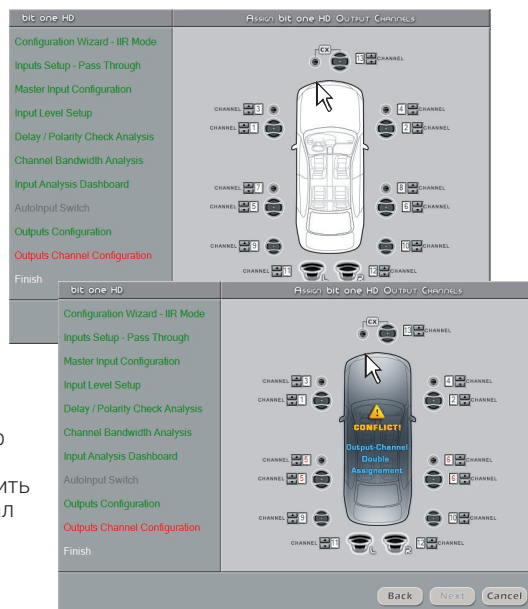 bit one HD
Assign bit one HD Output Channels
Configuration Wizard - IIR Mode
Inputs Setup - Pass Through
Master Input Configuration
Input Level Setup
Delay / Polarity Check Analysis
Channel Bandwidth Analysis
Input Analysis Dashboard
AutoInput Switch
Outputs Configuration
Outputs Channel Configuration
Finish
CX
13 CHANNEL
CHANNEL 3
4 CHANNEL
CHANNEL 1
2 CHANNEL
CHANNEL 7
8 CHANNEL
CHANNEL 5
6 CHANNEL
CHANNEL 9
10 CHANNEL
CHANNEL 11
L
R
12 CHANNEL
о
ить
ал
bit one HD
Assign bit one HD Output Channels
Configuration Wizard - IIR Mode
Inputs Setup - Pass Through
Master Input Configuration
Input Level Setup
Delay / Polarity Check Analysis
Channel Bandwidth Analysis
Input Analysis Dashboard
AutoInput Switch
Outputs Configuration
Outputs Channel Configuration
Finish
CX
13 CHANNEL
CHANNEL 3
4 CHANNEL
CHANNEL 1
2 CHANNEL
CONFLICT!
Output-Channel
Double
Assignement
CHANNEL 5
6 CHANNEL
CHANNEL 5
6 CHANNEL
CHANNEL 9
10 CHANNEL
CHANNEL 11
L
R
12 CHANNEL
Back
Next
Cancel